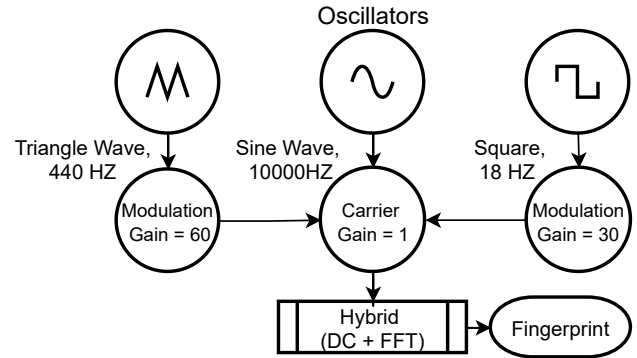 Oscillators
Triangle Wave,
440 HZ
Sine Wave,
10000HZ
Square,
18 HZ
Modulation
Gain = 60
Carrier
Gain = 1
Modulation
Gain = 30
Hybrid
(DC + FFT)
Fingerprint